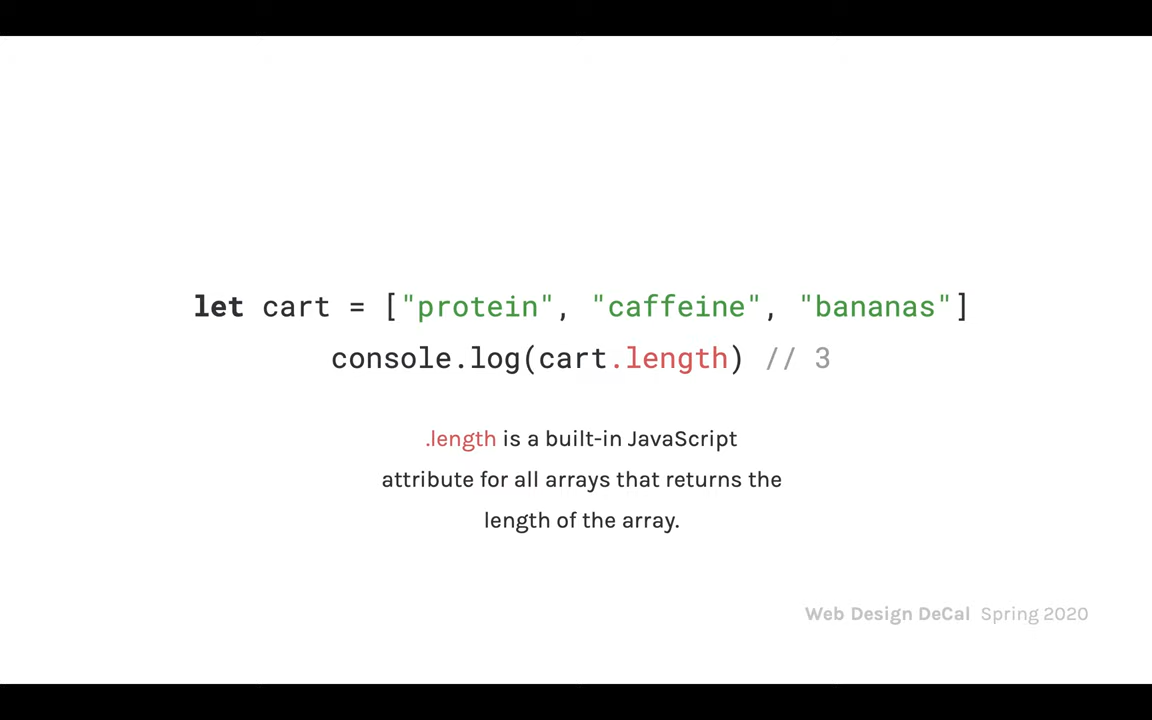 let cart = ["protein", "caffeine", "bananas"]
console.log(cart.length) // 3
.length is a built-in JavaScript
attribute for all arrays that returns the
length of the array.
Web Design DeCal Spring 2020